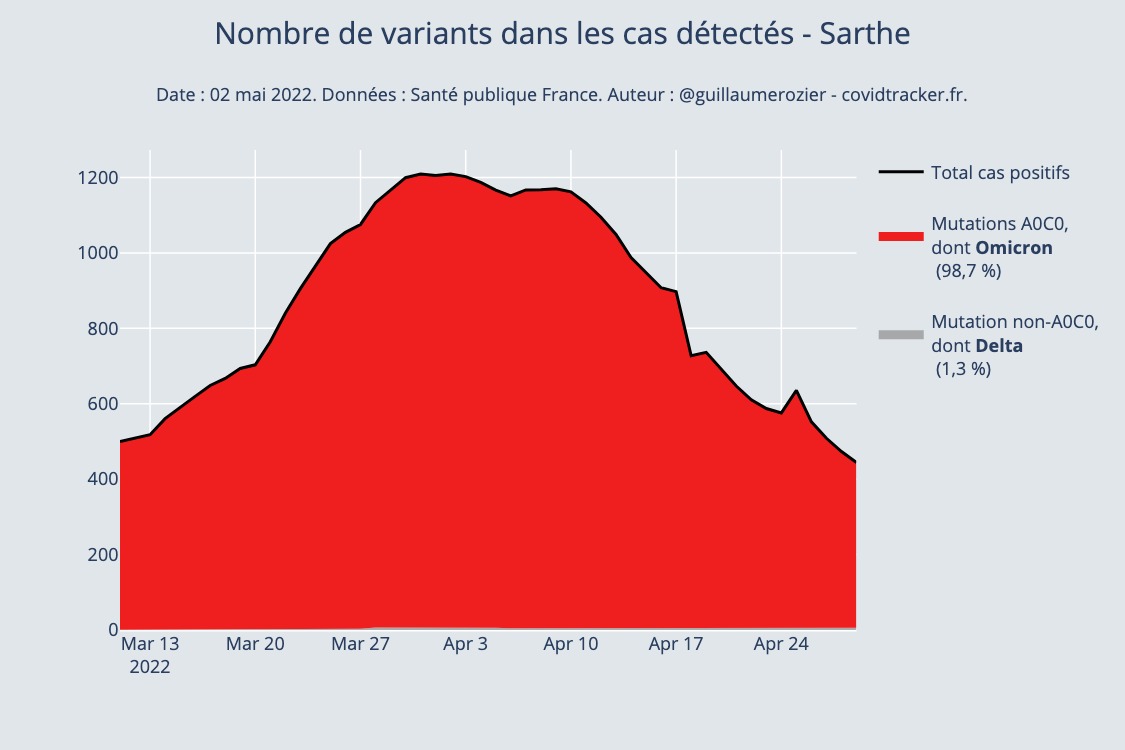 Nombre de variants dans les cas détectés - Sarthe
Date : 02 mai 2022. Données : Santé publique France. Auteur : @guillaumerozier - covidtracker.fr.
1200
1000
800
600
400
200
0
Mar 13
2022
Mar 20
Mar 27
Apr 3
Apr 10
Apr 17
Apr 24
Total cas positifs
Mutations A0C0,
dont Omicron
(98,7 %)
Mutation non-A0C0,
dont Delta
(1,3 %)